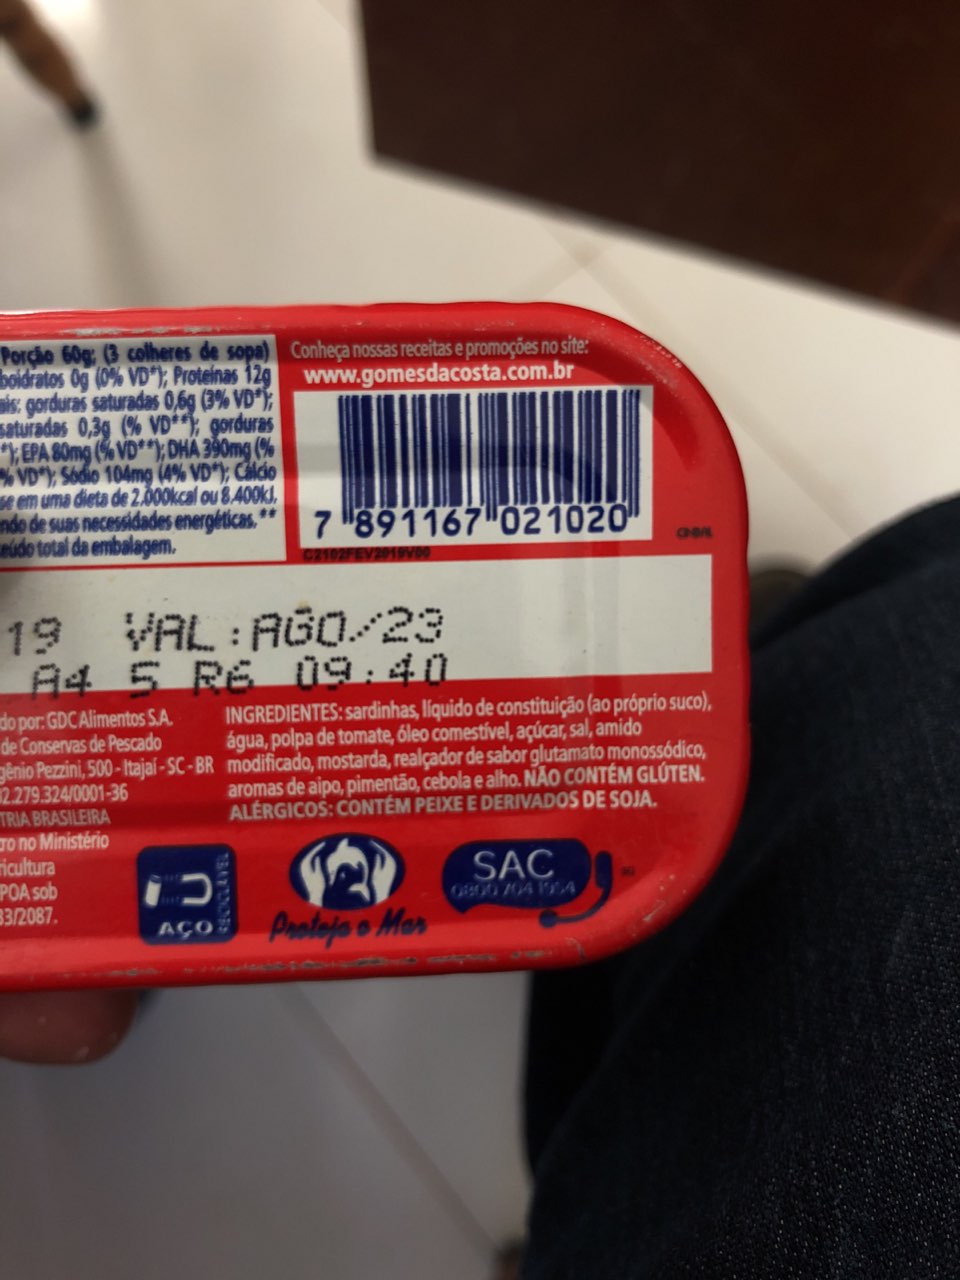 Porção 60g; (3 colheres de sopa)
boidratos 0g (0% VD*); Proteínas 12g
ais: gorduras saturadas 0,6g (3% VD*);
saturadas 0,3g (% VD**); gorduras
*); EPA 80mg (% VD**); DHA 390mg (%
% VD*); Sódio 104mg (4% VD*); Cálcio
se em uma dieta de 2.000kcal ou 8.400kJ.
ndo de suas necessidades energéticas. **
eúdo total da embalagem.
Conheça nossas receitas e promoções no site:
www.gomesdacosta.com.br
7 891167 021020
C2102FEV2019V00
CINBAL
19 VAL:AGO/23
A4 5 R6 09:40
do por: GDC Alimentos S.A.
de Conservas de Pescado
gênio Pezzini, 500 - Itajaí - SC - BR
02.279.324/0001-36
TRIA BRASILEIRA
tro no Ministério
ricultura
POA sob
33/2087.
INGREDIENTES: sardinhas, líquido de constituição (ao próprio suco),
água, polpa de tomate, óleo comestível, açúcar, sal, amido
modificado, mostarda, realçador de sabor glutamato monossódico,
aromas de aipo, pimentão, cebola e alho. NÃO CONTÉM GLÚTEN.
ALÉRGICOS: CONTÉM PEIXE E DERIVADOS DE SOJA.
AÇO
RECICLÁVEL
Proteja o Mar
SAC
0800 704 1954